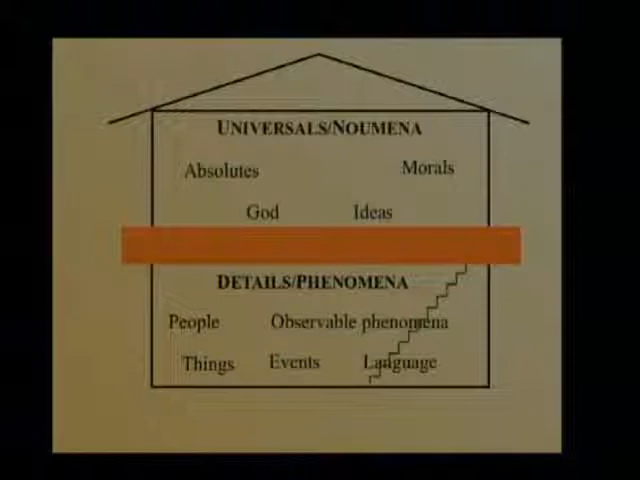 UNIVERSALS/NOUMENA
Absolutes Morals
God Ideas
DETAILS/PHENOMENA
People Observable phenomena
Things Events Language